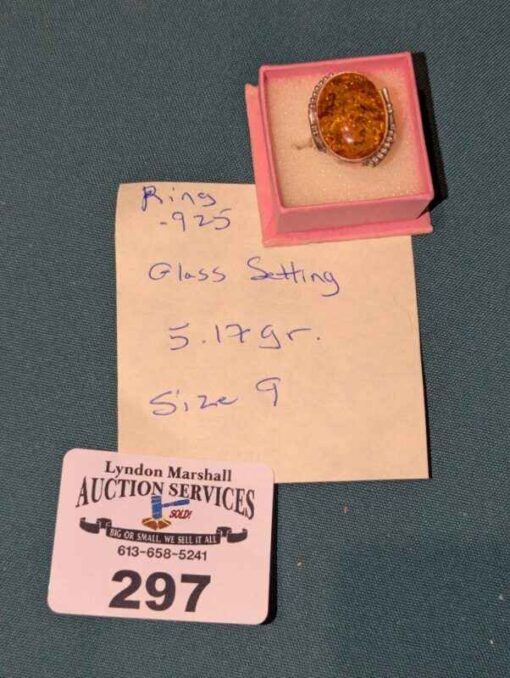 Ring
.925
Glass Setting
5.17gr.
Size 9
Lyndon Marshall
AUCTION SERVICES
SOLD!
BIG OR SMALL, WE SELL IT ALL
613-658-5241
297